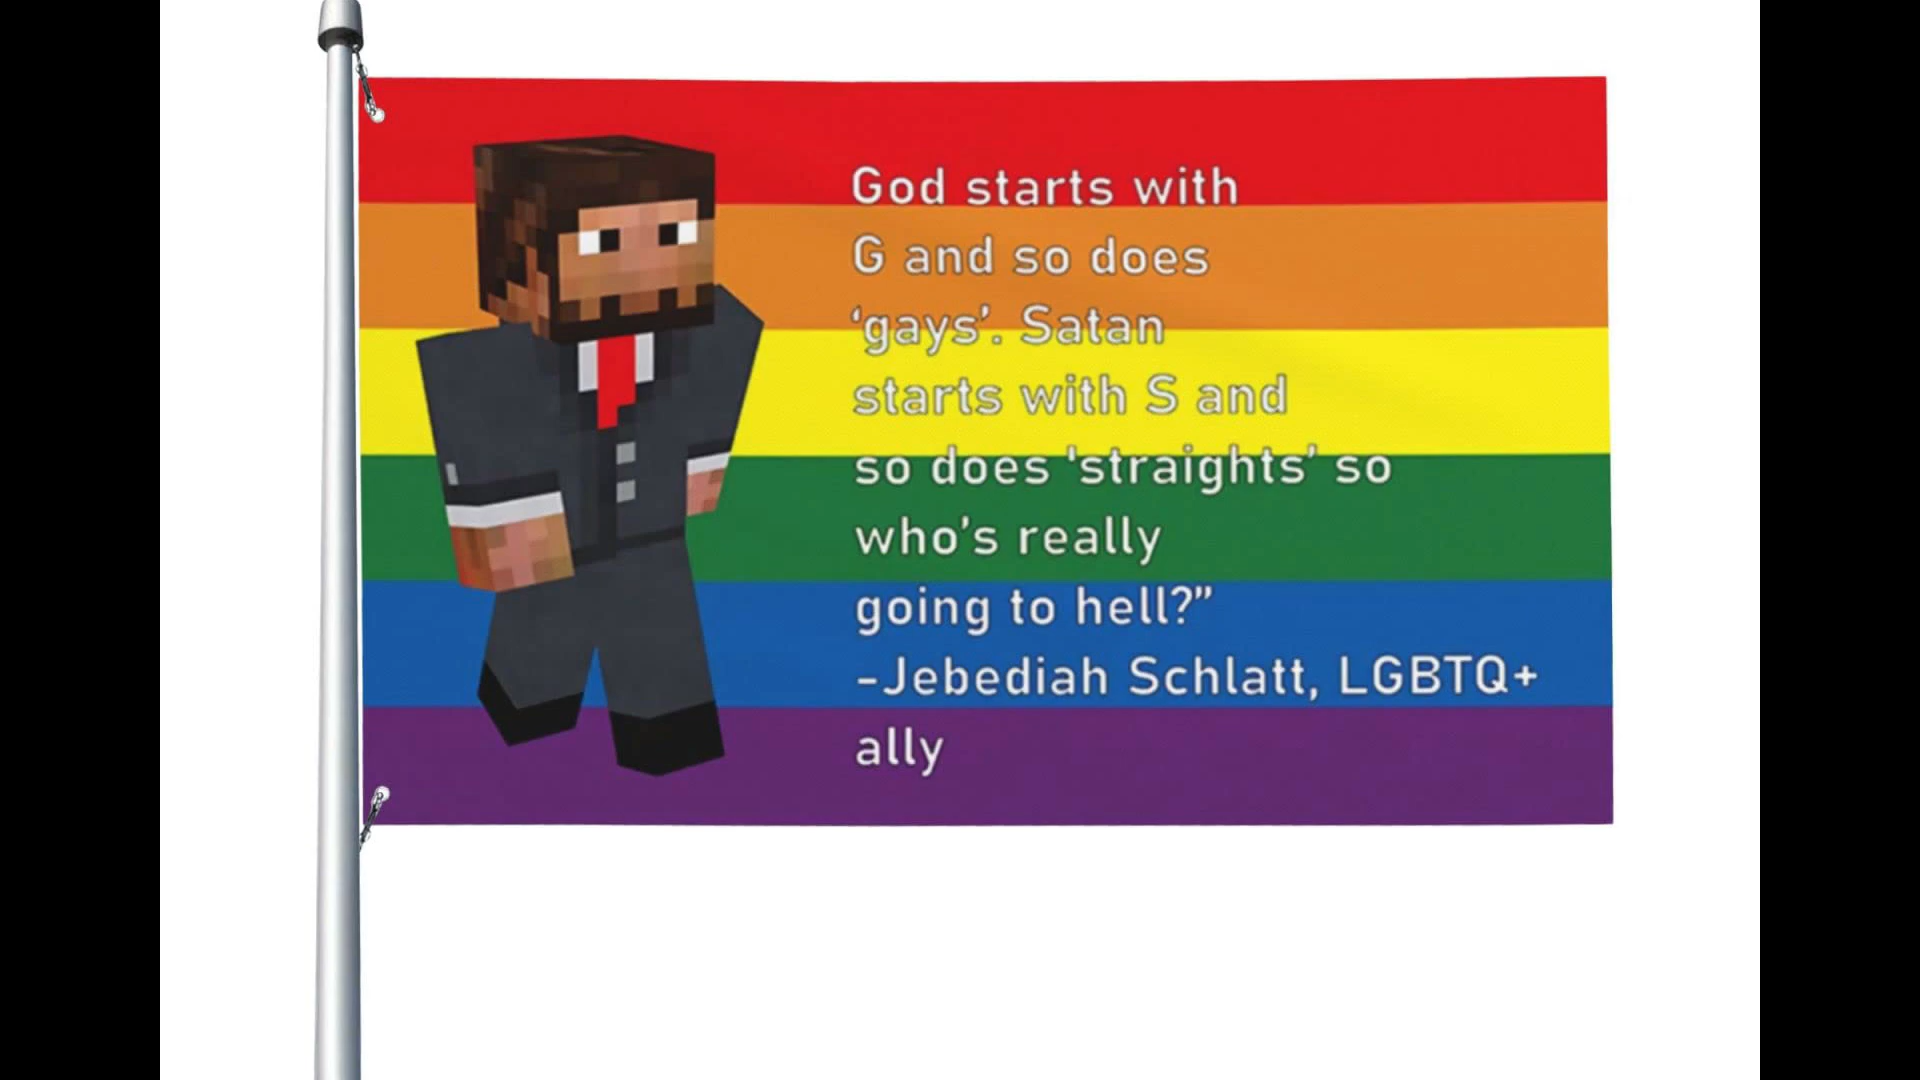 God starts with
G and so does
‘gays’. Satan
starts with S and
so does 'straights’ so
who’s really
going to hell?”
-Jebediah Schlatt, LGBTQ+
ally